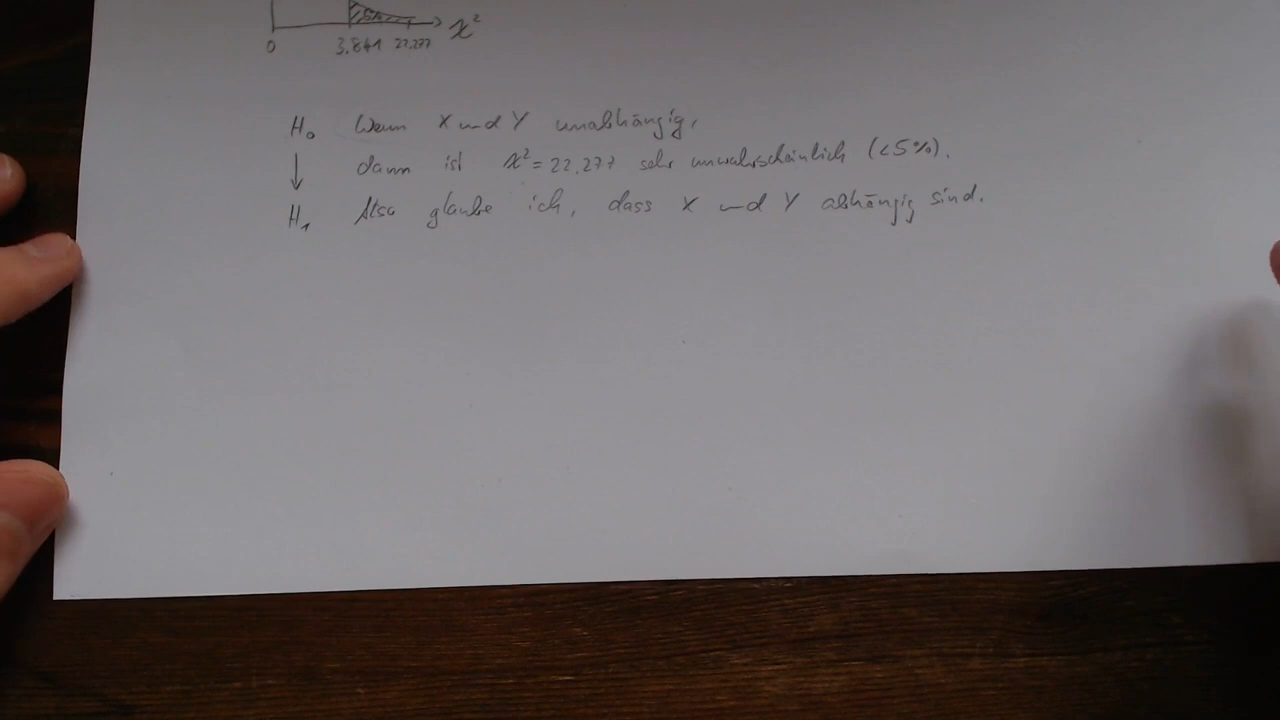 5% χ²
0 3.841 22.277
H₀ Wenn X und Y unabhängig,
dann ist χ² = 22.277 sehr unwahrscheinlich (<5%).
H₁ Also glaube ich, dass X und Y abhängig sind.